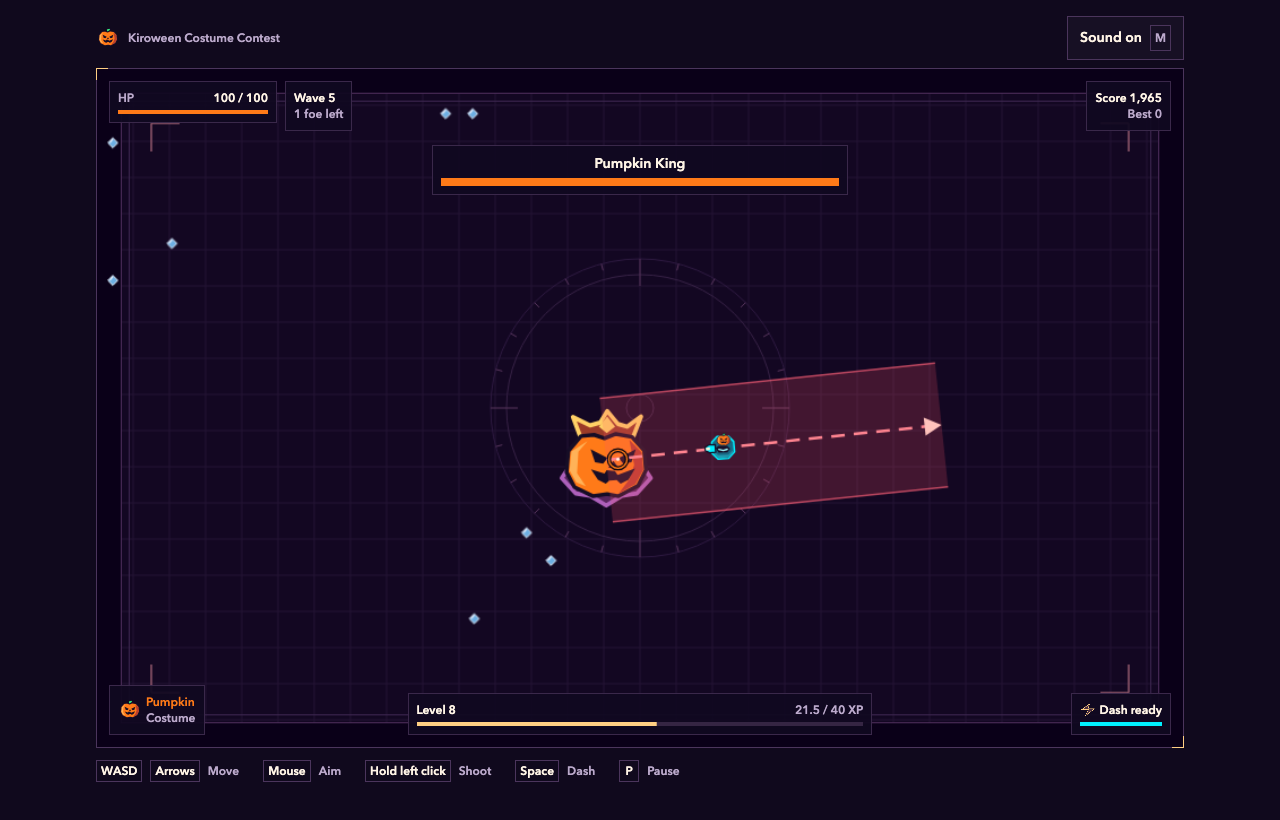 Kiroween Costume Contest
Sound on M
HP 100 / 100
Wave 5
1 foe left
Score 1,965
Best 0
Pumpkin King
Pumpkin
Costume
Level 8 21.5 / 40 XP
Dash ready
WASD Arrows Move Mouse Aim Hold left click Shoot Space Dash P Pause